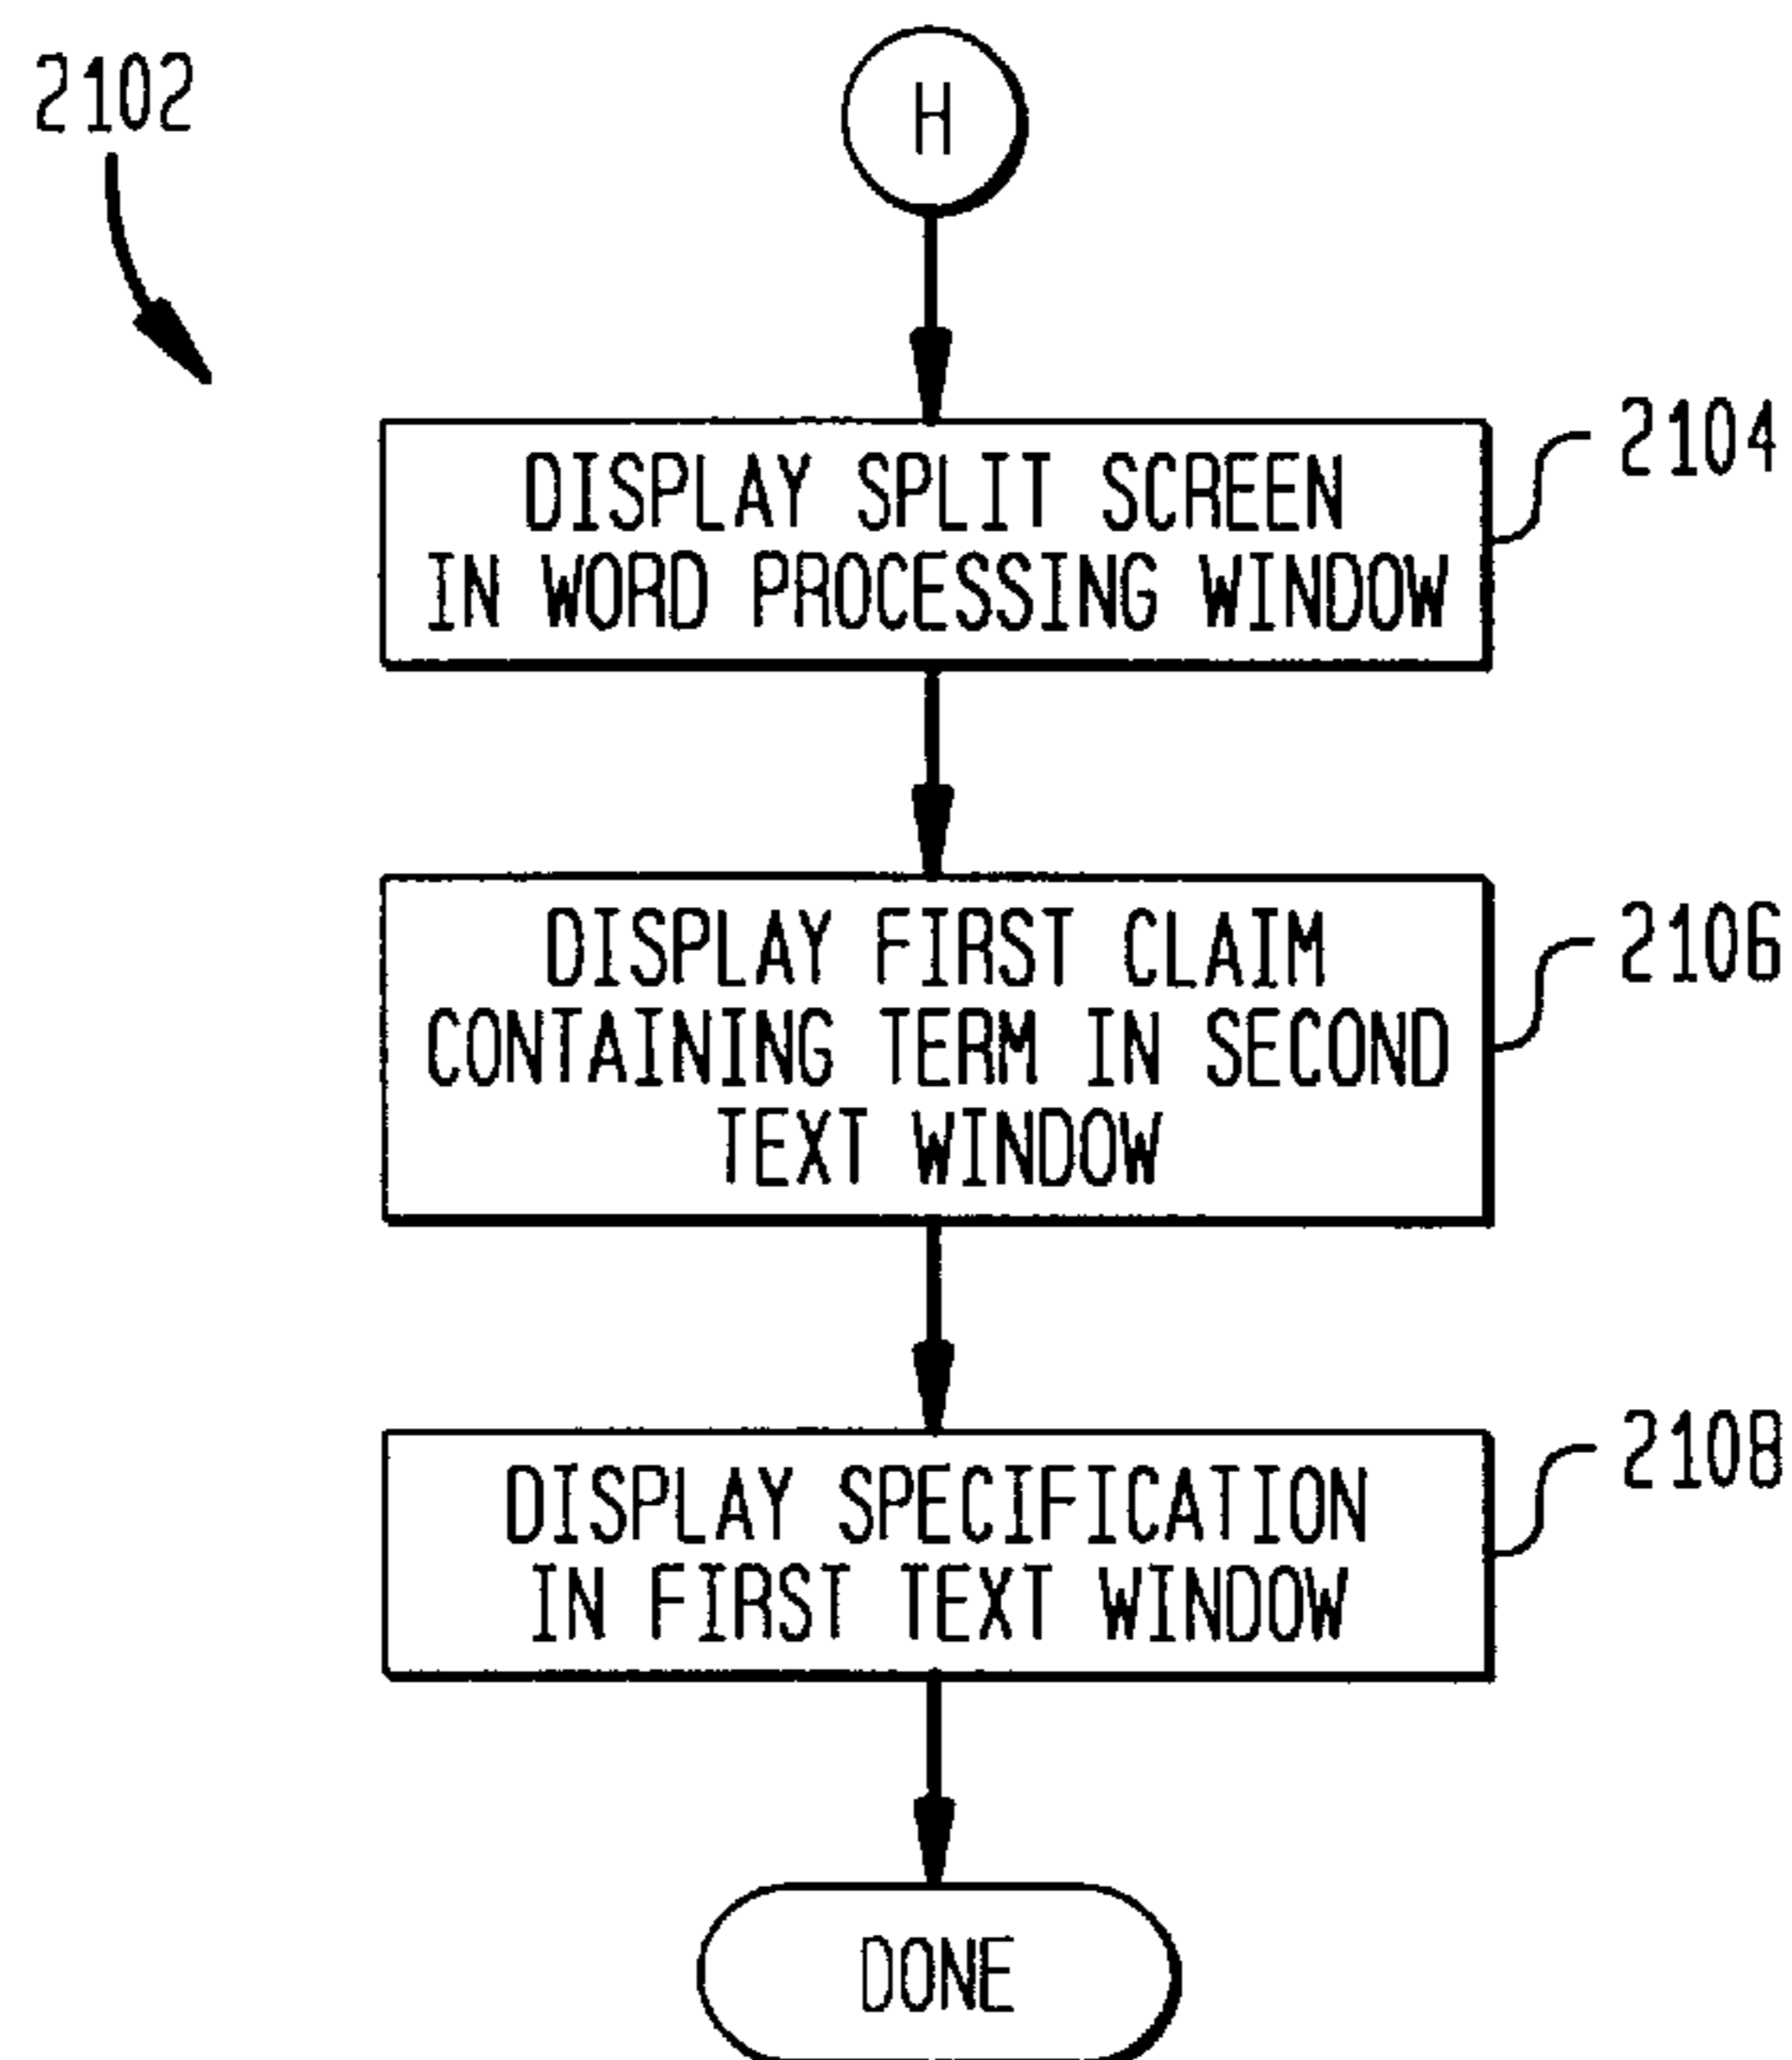 2102
H
2104
DISPLAY SPLIT SCREEN
IN WORD PROCESSING WINDOW
2106
DISPLAY FIRST CLAIM
CONTAINING TERM IN SECOND
TEXT WINDOW
2108
DISPLAY SPECIFICATION
IN FIRST TEXT WINDOW
DONE